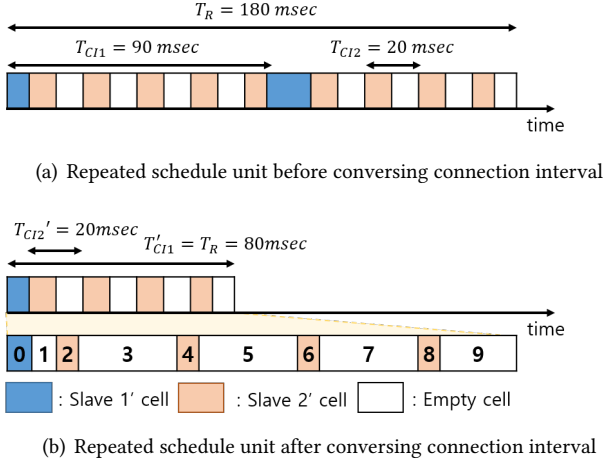 T_R = 180 msec
T_CI1 = 90 msec
T_CI2 = 20 msec
time
(a) Repeated schedule unit before conversing connection interval
T_CI2' = 20msec
T'_CI1 = T_R = 80msec
time
0 1 2 3 4 5 6 7 8 9
: Slave 1' cell : Slave 2' cell : Empty cell
(b) Repeated schedule unit after conversing connection interval